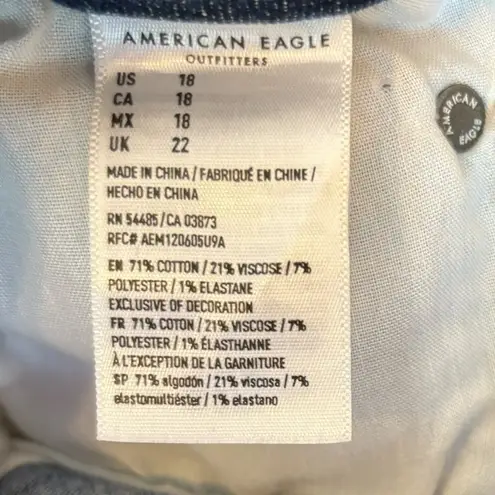 AMERICAN EAGLE
OUTFITTERS
US 18
CA 18
MX 18
UK 22
MADE IN CHINA / FABRIQUÉ EN CHINE /
HECHO EN CHINA
RN 54485/CA 03873
RFC# AEM120605U9A
EN 71% COTTON / 21% VISCOSE / 7%
POLYESTER / 1% ELASTANE
EXCLUSIVE OF DECORATION
FR 71% COTON / 21% VISCOSE / 7%
POLYESTER / 1% ÉLASTHANNE
À L'EXCEPTION DE LA GARNITURE
SP 71% algodón / 21% viscosa / 7%
elastomultiéster / 1% elastano
AMERICAN
EAGLE